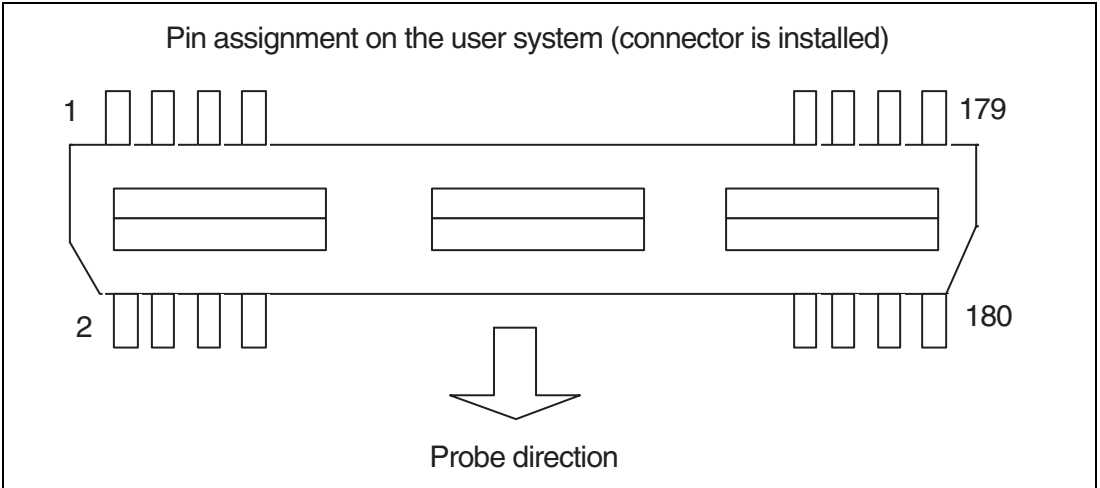 Pin assignment on the user system (connector is installed)
1
179
2
180
Probe direction